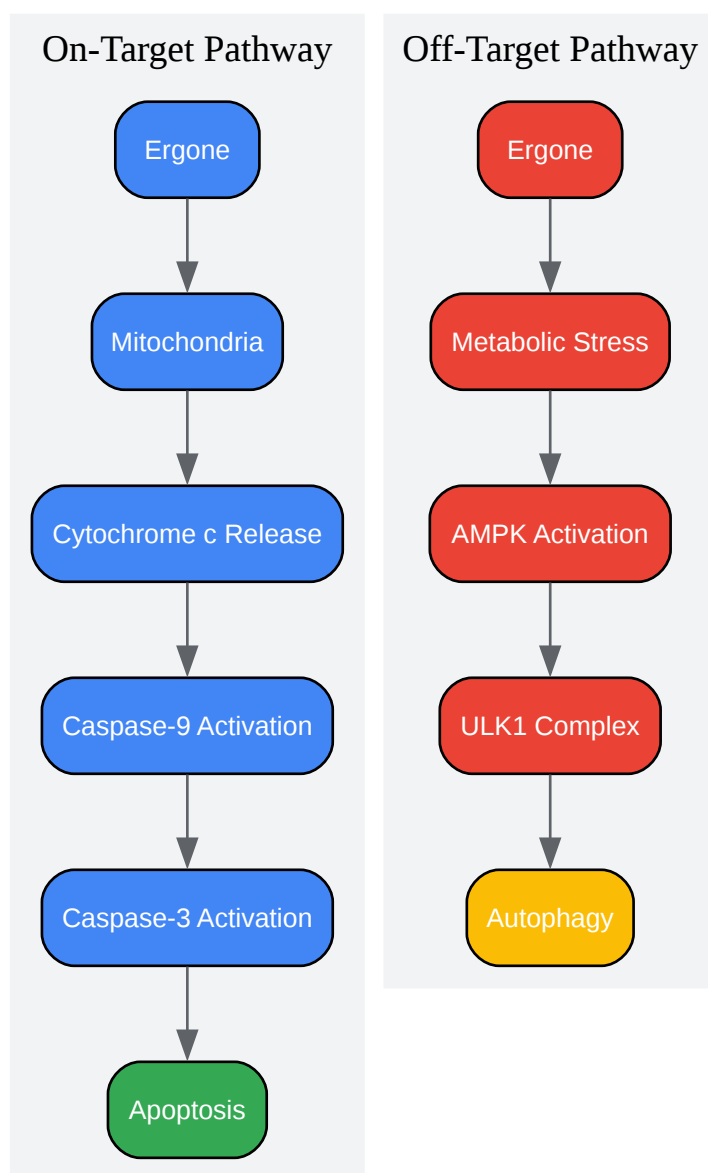 On-Target Pathway
Ergone
Mitochondria
Cytochrome c Release
Caspase-9 Activation
Caspase-3 Activation
Apoptosis
Off-Target Pathway
Ergone
Metabolic Stress
AMPK Activation
ULK1 Complex
Autophagy